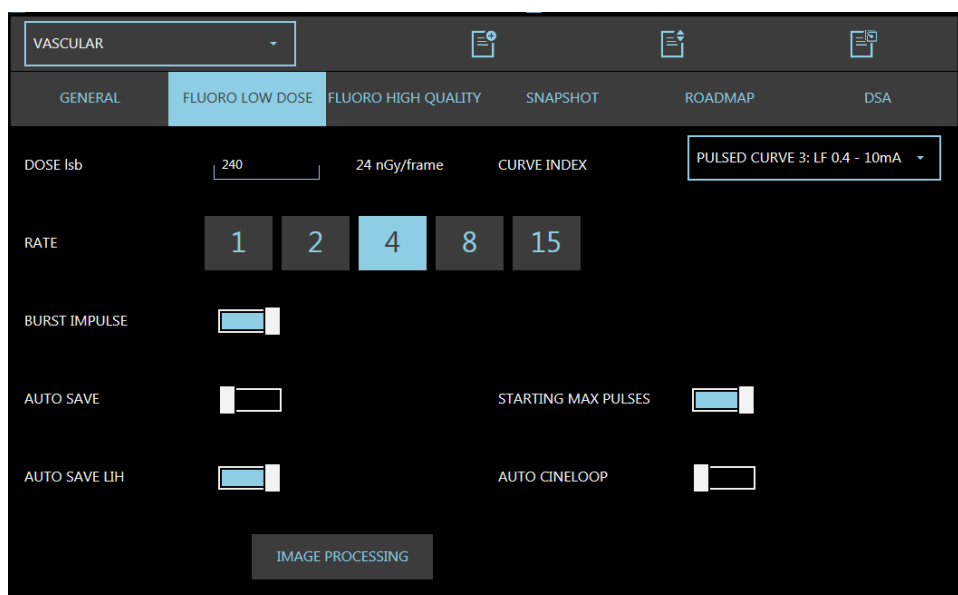 VASCULAR
GENERAL FLUORO LOW DOSE FLUORO HIGH QUALITY SNAPSHOT ROADMAP DSA
DOSE lsb 240 24 nGy/frame CURVE INDEX PULSED CURVE 3: LF 0.4 - 10mA
RATE 1 2 4 8 15
BURST IMPULSE
AUTO SAVE STARTING MAX PULSES
AUTO SAVE LIH AUTO CINELOOP
IMAGE PROCESSING